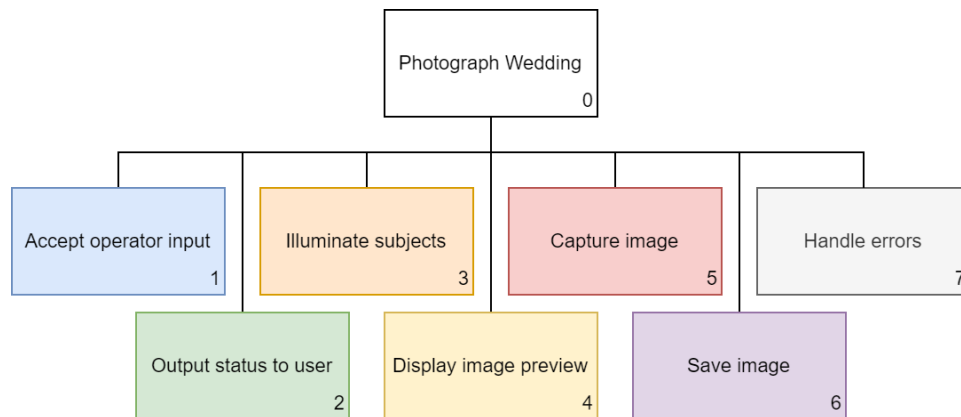 Photograph Wedding
0
Accept operator input
1
Illuminate subjects
3
Capture image
5
Handle errors
7
Output status to user
2
Display image preview
4
Save image
6